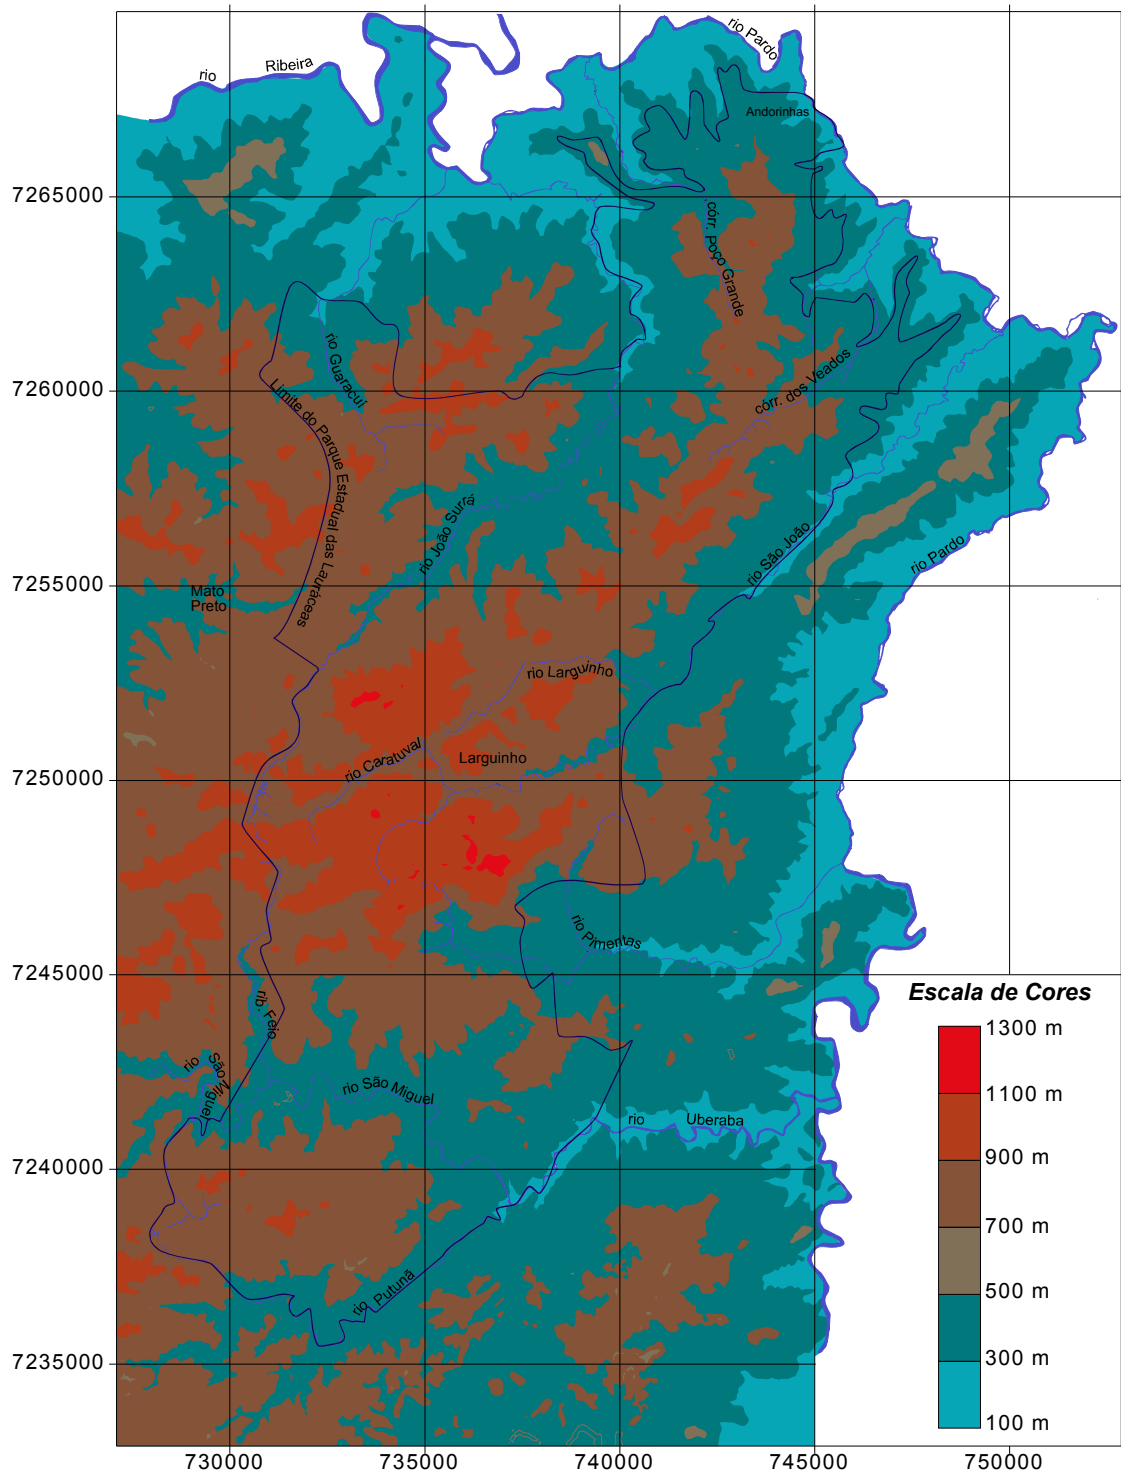 rio Pardo
rio
Ribeira
Andorinhas
7265000
córr. Poço Grande
rio Guaracuí
7260000
córr. dos Veados
Limite do Parque Estadual das Lauráceas
rio João Surrá
rio São João
rio Pardo
7255000
Mato
Preto
rio Larguinho
rio Caratuval
Larguinho
7250000
rio Pimentas
7245000
rib. Feio
rio
São
Miguel
rio São Miguel
rio
Uberaba
7240000
rio Putunã
7235000
Escala de Cores
1300 m
1100 m
900 m
700 m
500 m
300 m
100 m
730000
735000
740000
745000
750000